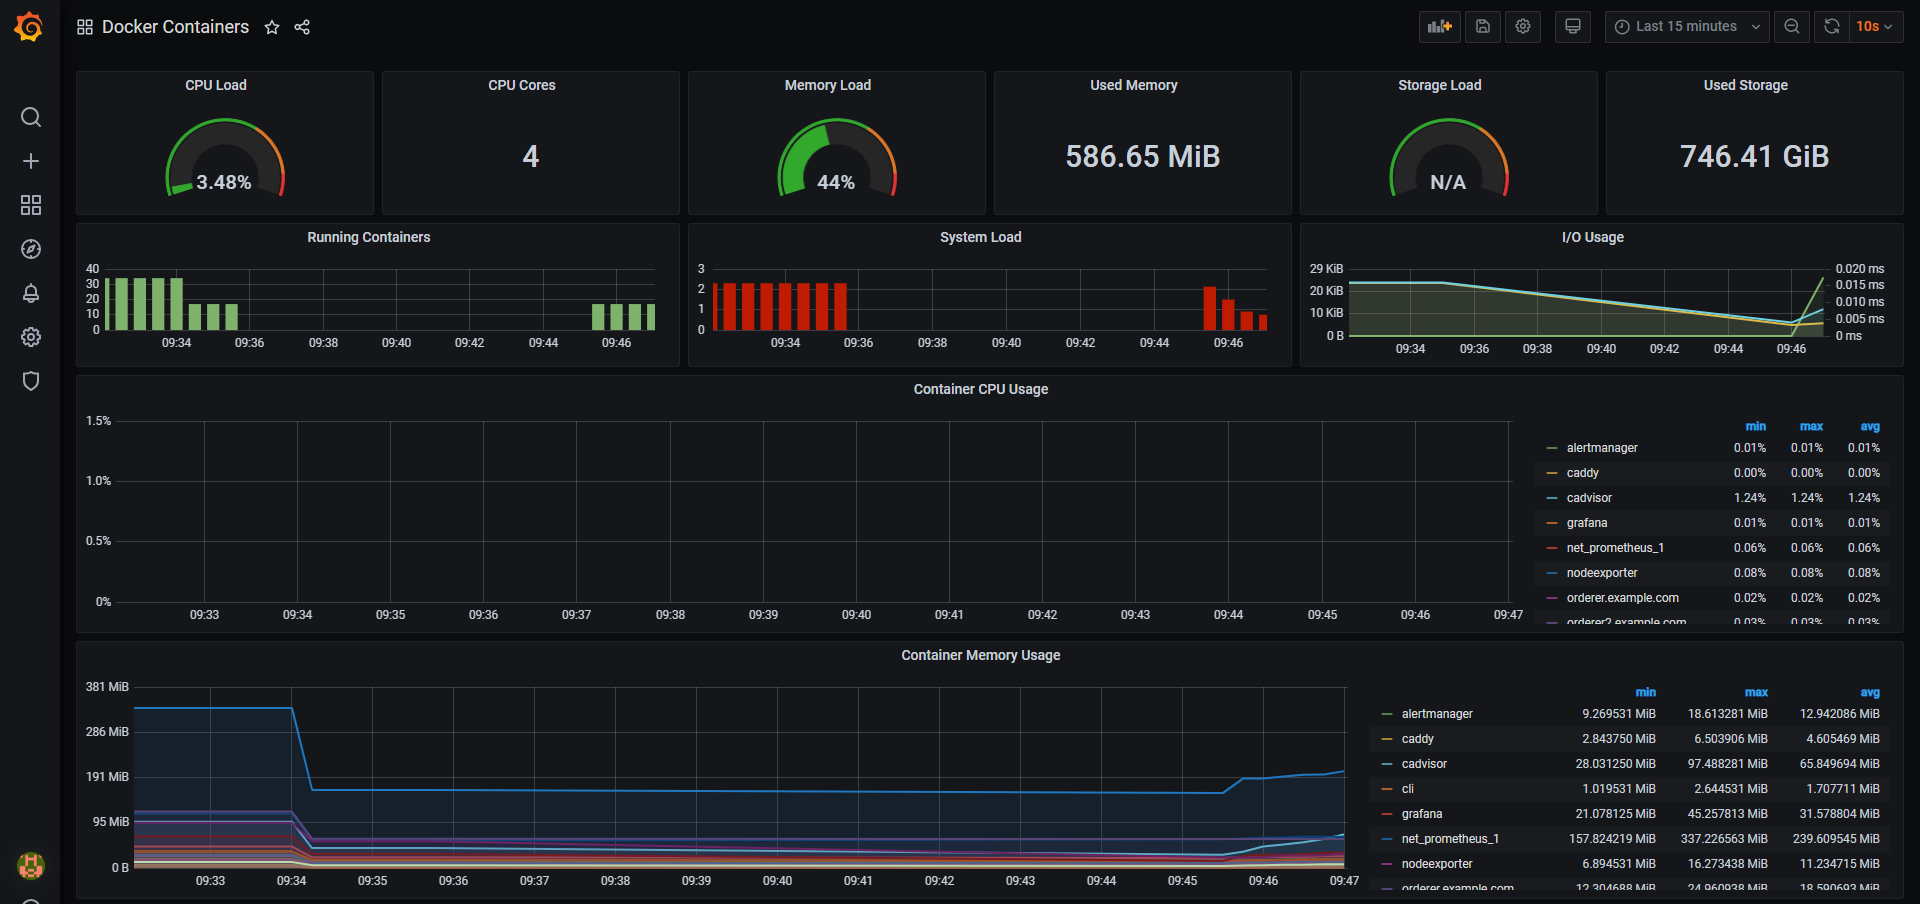 Docker Containers
Last 15 minutes
10s
CPU Load
CPU Cores
Memory Load
Used Memory
Storage Load
Used Storage
3.48%
4
44%
586.65 MiB
N/A
746.41 GiB
Running Containers
40
30
20
10
0
09:34 09:36 09:38 09:40 09:42 09:44 09:46
System Load
3
2
1
0
09:34 09:36 09:38 09:40 09:42 09:44 09:46
I/O Usage
29 KiB 0.020 ms
20 KiB 0.015 ms
10 KiB 0.010 ms
0 B 0.005 ms
0 ms
09:34 09:36 09:38 09:40 09:42 09:44 09:46
Container CPU Usage
1.5%
1.0%
0.5%
0%
09:33 09:34 09:35 09:36 09:37 09:38 09:39 09:40 09:41 09:42 09:43 09:44 09:45 09:46 09:47
min max avg
alertmanager 0.01% 0.01% 0.01%
caddy 0.00% 0.00% 0.00%
cadvisor 1.24% 1.24% 1.24%
grafana 0.01% 0.01% 0.01%
net_prometheus_1 0.06% 0.06% 0.06%
nodeexporter 0.08% 0.08% 0.08%
orderer.example.com 0.02% 0.02% 0.02%
orderer2.example.com 0.03% 0.03% 0.03%
Container Memory Usage
381 MiB
286 MiB
191 MiB
95 MiB
0 B
09:33 09:34 09:35 09:36 09:37 09:38 09:39 09:40 09:41 09:42 09:43 09:44 09:45 09:46 09:47
min max avg
alertmanager 9.269531 MiB 18.613281 MiB 12.942086 MiB
caddy 2.843750 MiB 6.503906 MiB 4.605469 MiB
cadvisor 28.031250 MiB 97.488281 MiB 65.849694 MiB
cli 1.019531 MiB 2.644531 MiB 1.707711 MiB
grafana 21.078125 MiB 45.257813 MiB 31.578804 MiB
net_prometheus_1 157.824219 MiB 337.226563 MiB 239.609545 MiB
nodeexporter 6.894531 MiB 16.273438 MiB 11.234715 MiB
orderer.example.com 12.304688 MiB 24.960938 MiB 18.590693 MiB